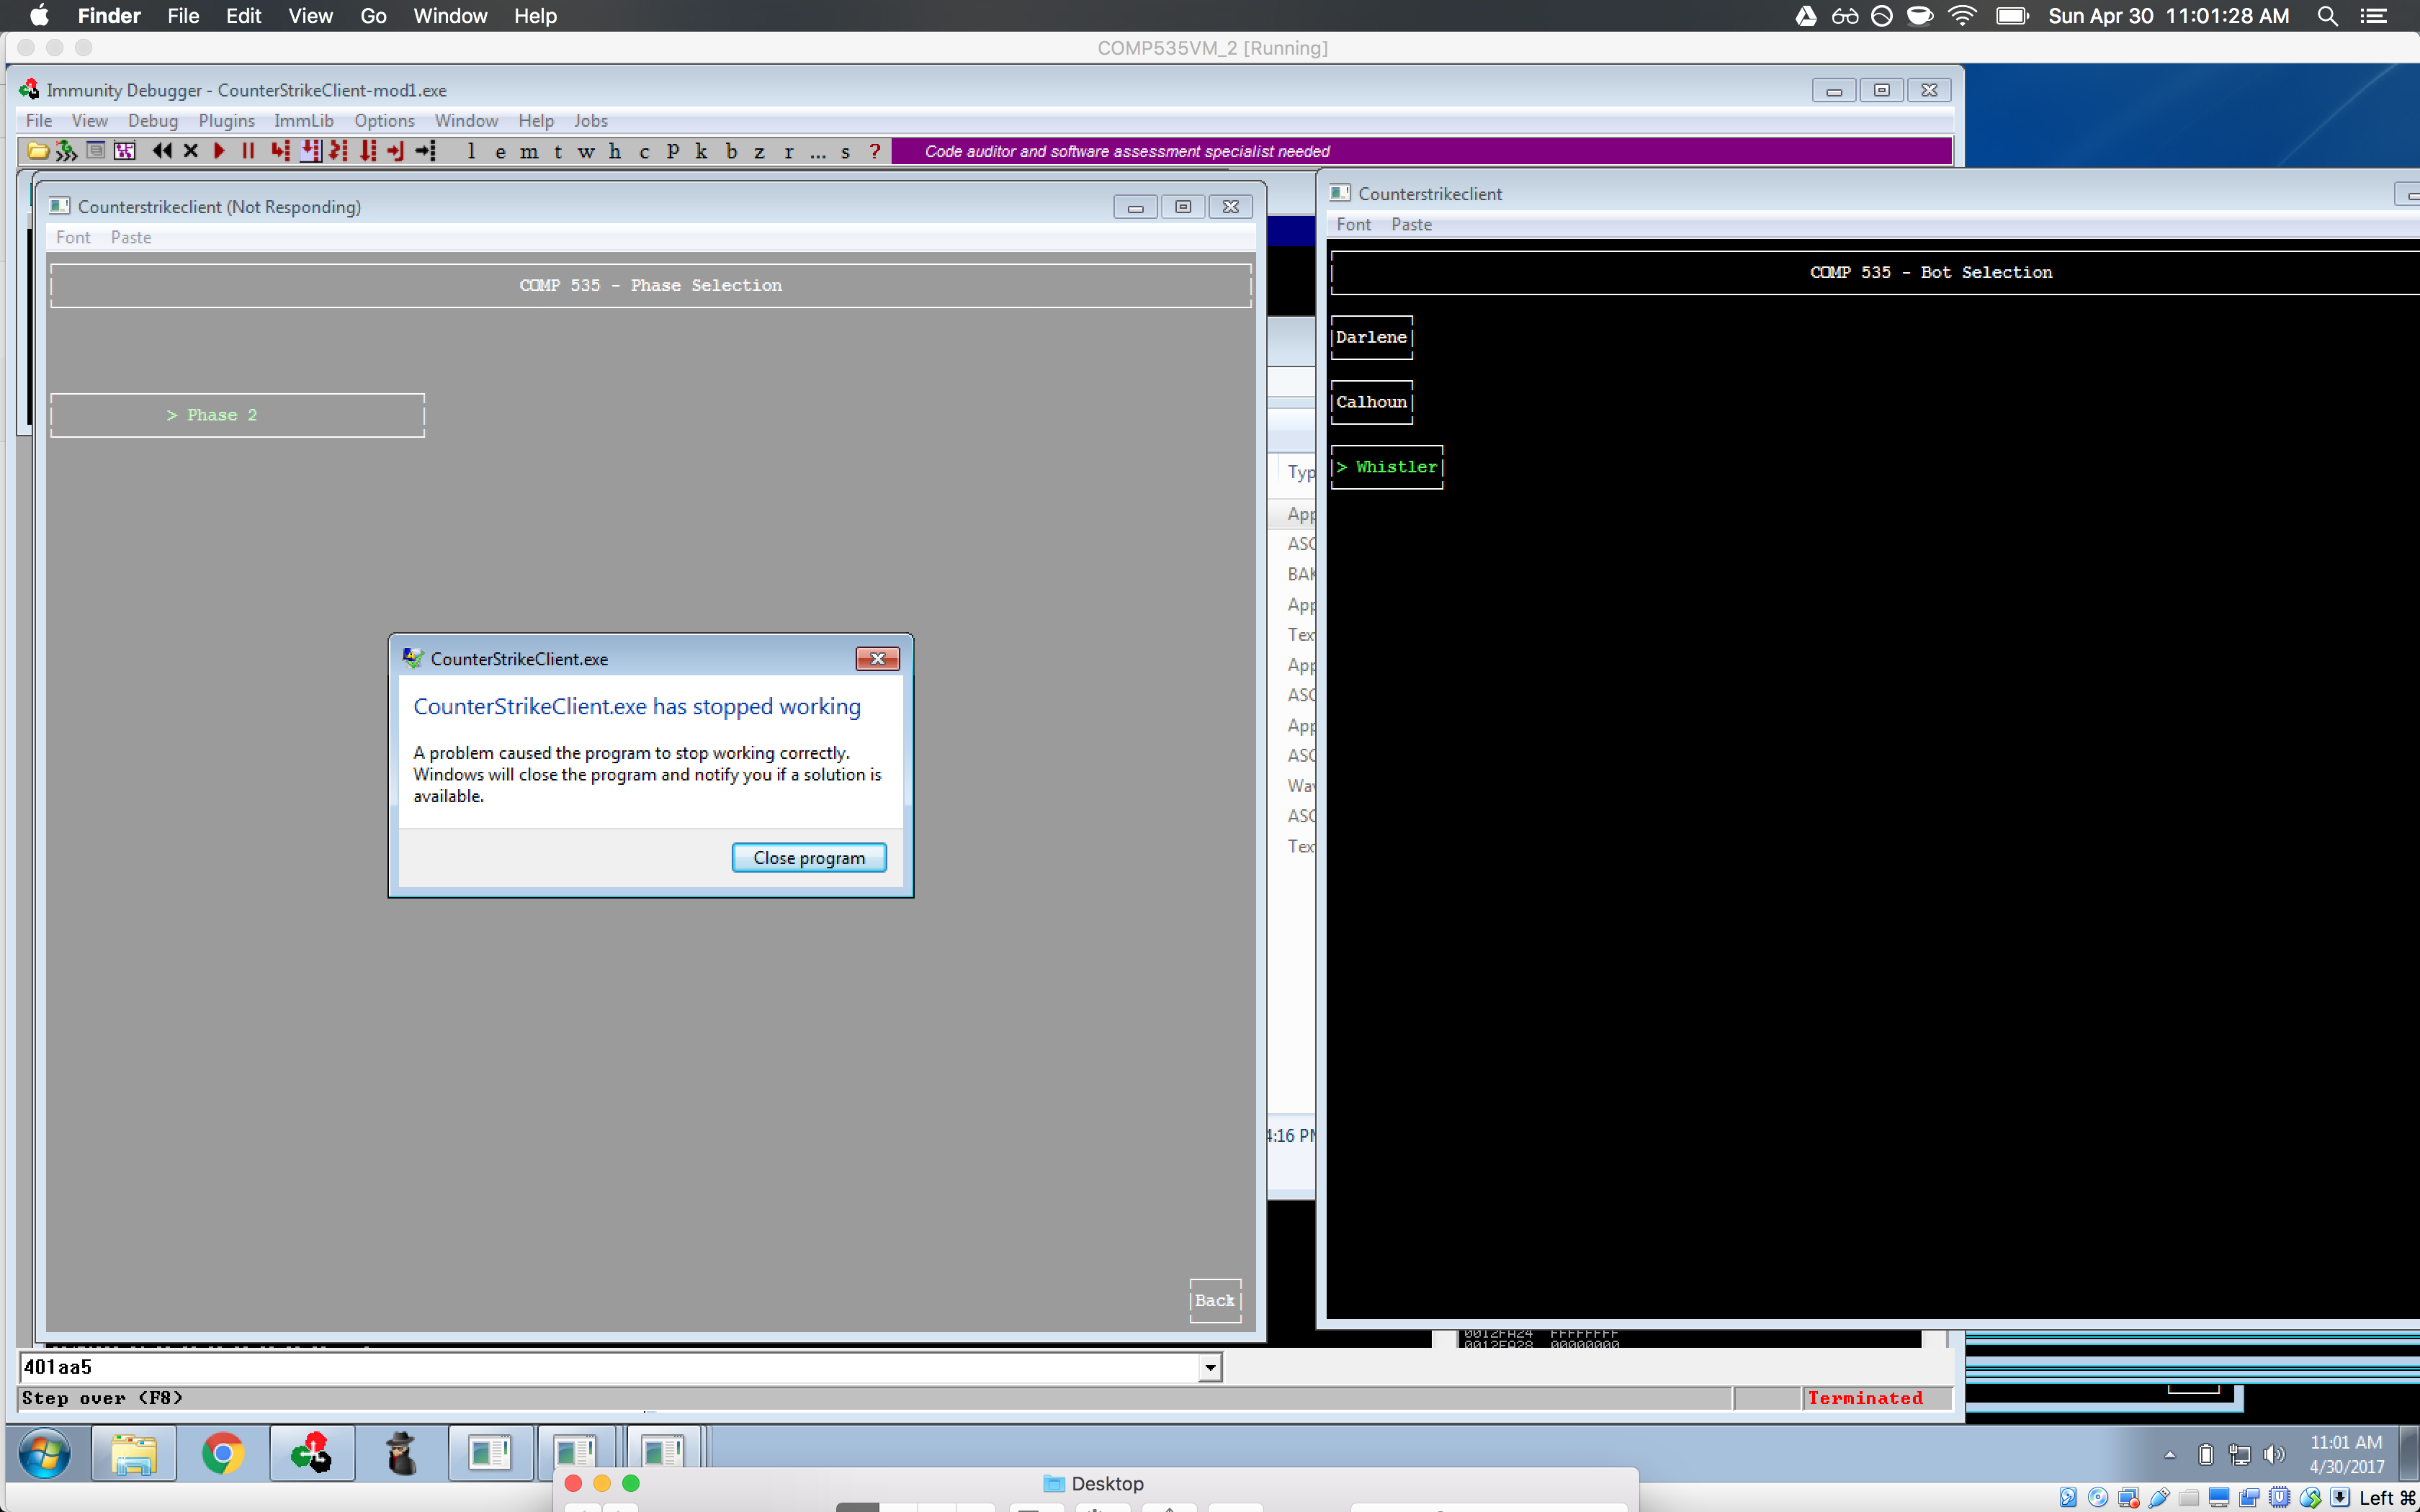 Finder File Edit View Go Window Help
Sun Apr 30 11:01:28 AM
COMP535VM_2 [Running]
Immunity Debugger - CounterStrikeClient-mod1.exe
File View Debug Plugins ImmLib Options Window Help Jobs
l e m t w h c P k b z r ... s ?
Code auditor and software assessment specialist needed
Counterstrikeclient (Not Responding)
Font Paste
COMP 535 - Phase Selection
> Phase 2
CounterStrikeClient.exe
CounterStrikeClient.exe has stopped working
A problem caused the program to stop working correctly.
Windows will close the program and notify you if a solution is
available.
Close program
Back
Typ
App
ASC
BAK
App
Tex
App
ASC
App
ASC
Wav
ASC
Tex
4:16 PM
Counterstrikeclient
Font Paste
COMP 535 - Bot Selection
Darlene
Calhoun
> Whistler
0012FA24 FFFFFFFF
0012FA28 00000000
401aa5
Step over (F8)
Terminated
11:01 AM
4/30/2017
Desktop
Left ⌘